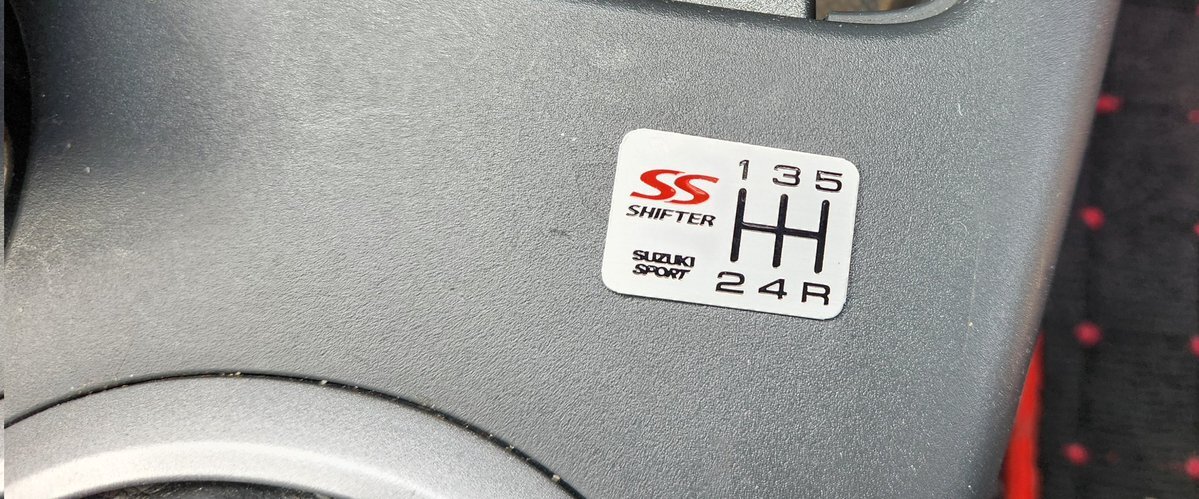 SS
SHIFTER
SUZUKI
SPORT
1 3 5
2 4 R